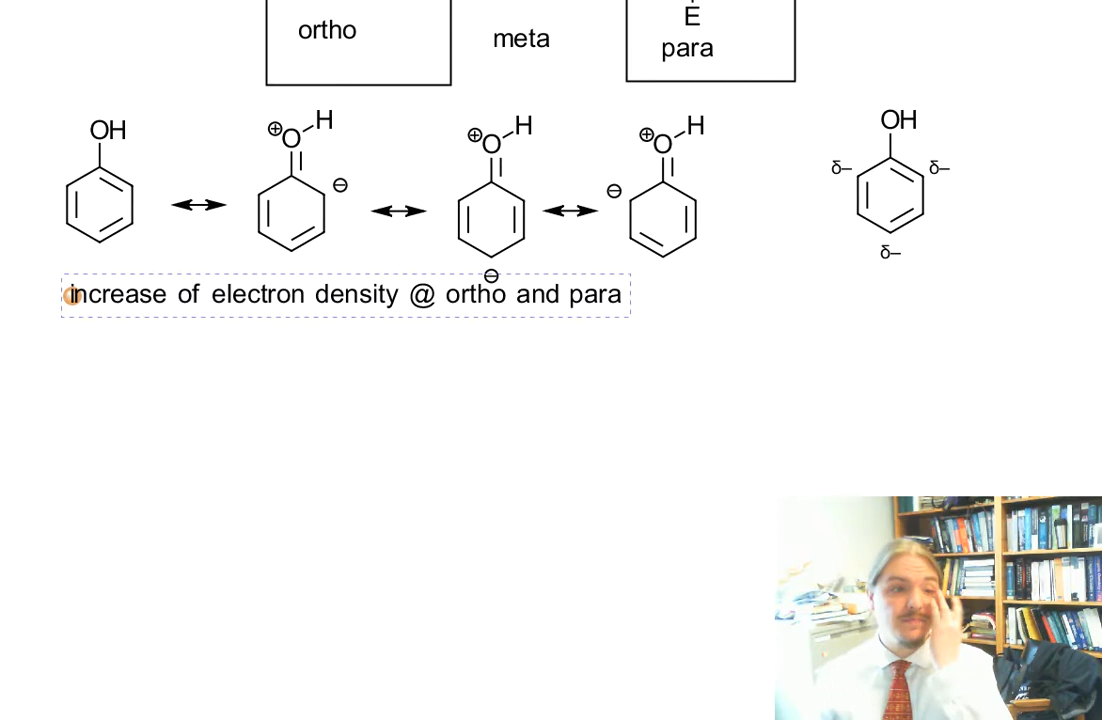 E
ortho
meta
para
OH
⊕O–H
⊕O–H
⊕O–H
OH
⊖
⊖
δ–
δ–
δ–
⊖
increase of electron density @ ortho and para